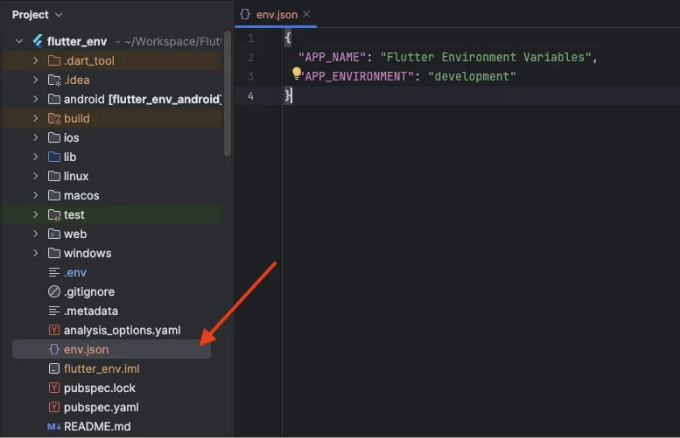 Project
env.json
flutter_env - ~/Workspace/Flut
.dart_tool
.idea
android [flutter_env_android]
build
ios
lib
linux
macos
test
web
windows
.env
.gitignore
.metadata
analysis_options.yaml
env.json
flutter_env.iml
pubspec.lock
pubspec.yaml
README.md
1 {
2 "APP_NAME": "Flutter Environment Variables",
3 "APP_ENVIRONMENT": "development"
4 }